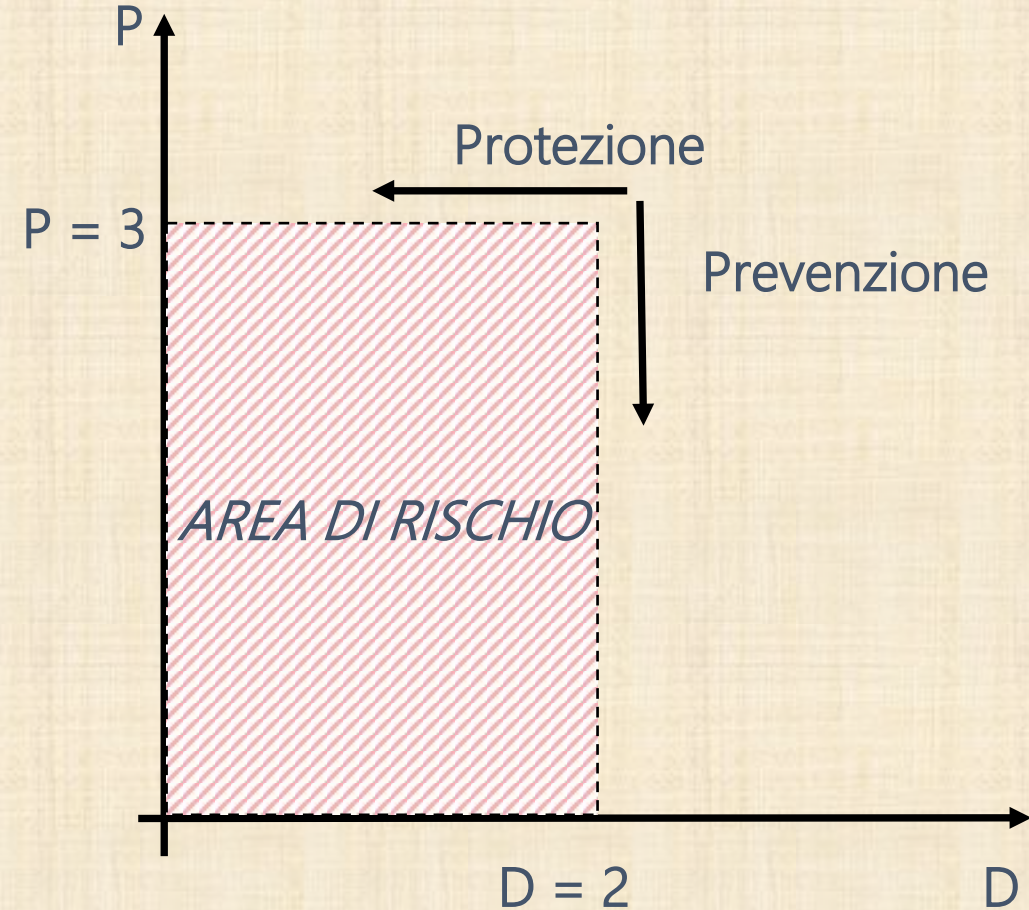 P
Protezione
P = 3
Prevenzione
AREA DI RISCHIO
D = 2
D